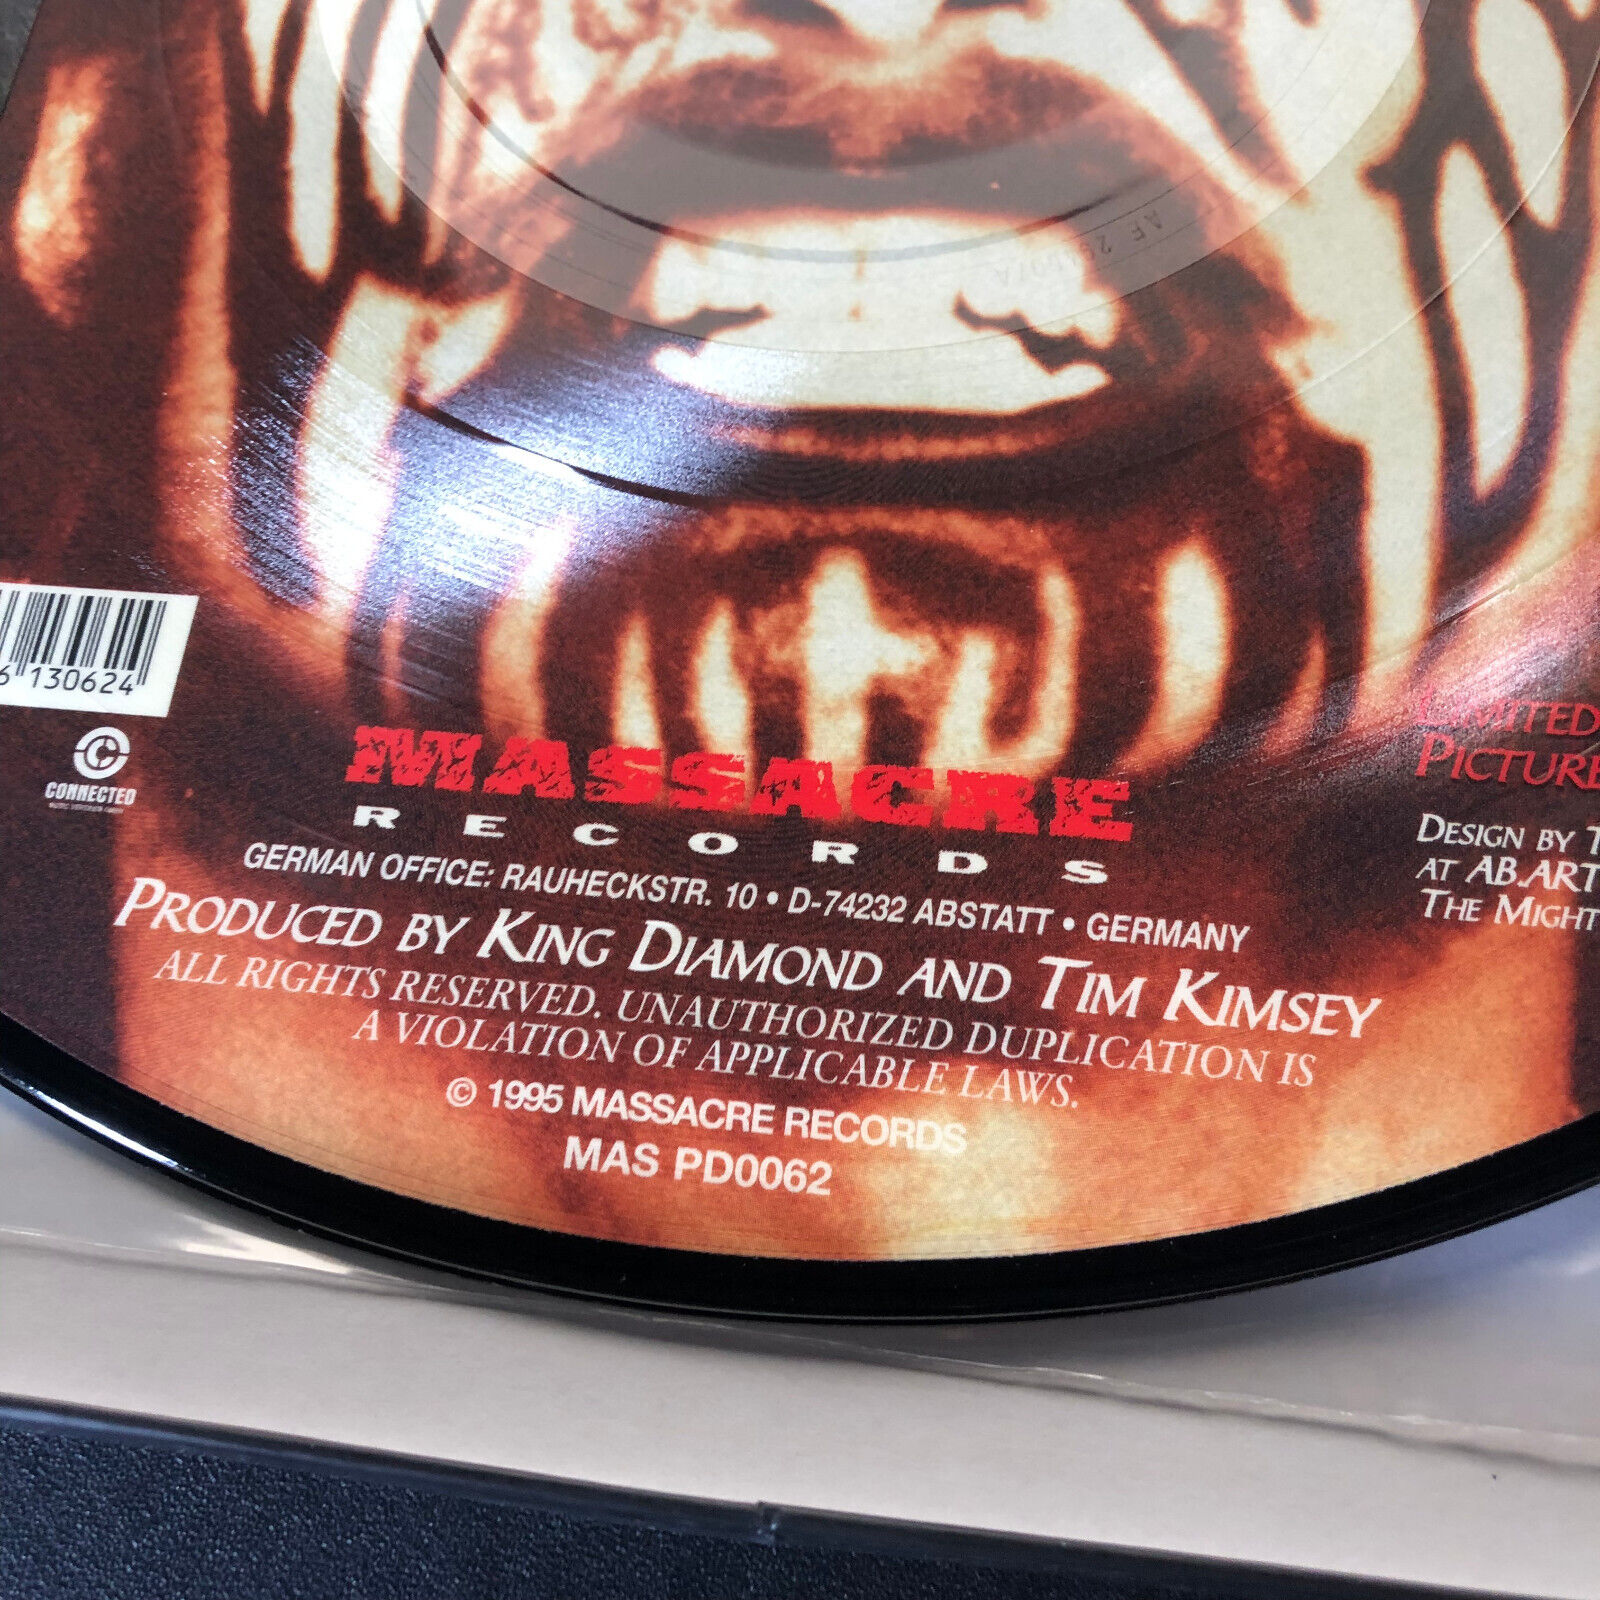 6 130624
CONNECTED
MASSACRE
RECORDS
GERMAN OFFICE: RAUHECKSTR. 10 • D-74232 ABSTATT • GERMANY
PRODUCED BY KING DIAMOND AND TIM KIMSEY
ALL RIGHTS RESERVED. UNAUTHORIZED DUPLICATION IS
A VIOLATION OF APPLICABLE LAWS.
© 1995 MASSACRE RECORDS
MAS PD0062
LIMITED
PICTURE
DESIGN BY T
AT AB.ART
THE MIGHT